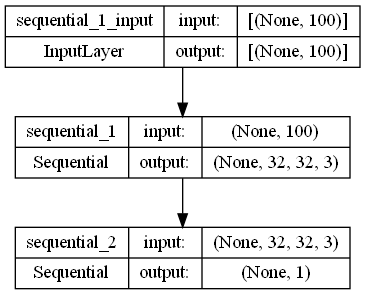 sequential_1_input input: [(None, 100)]
InputLayer output: [(None, 100)]
sequential_1 input: (None, 100)
Sequential output: (None, 32, 32, 3)
sequential_2 input: (None, 32, 32, 3)
Sequential output: (None, 1)